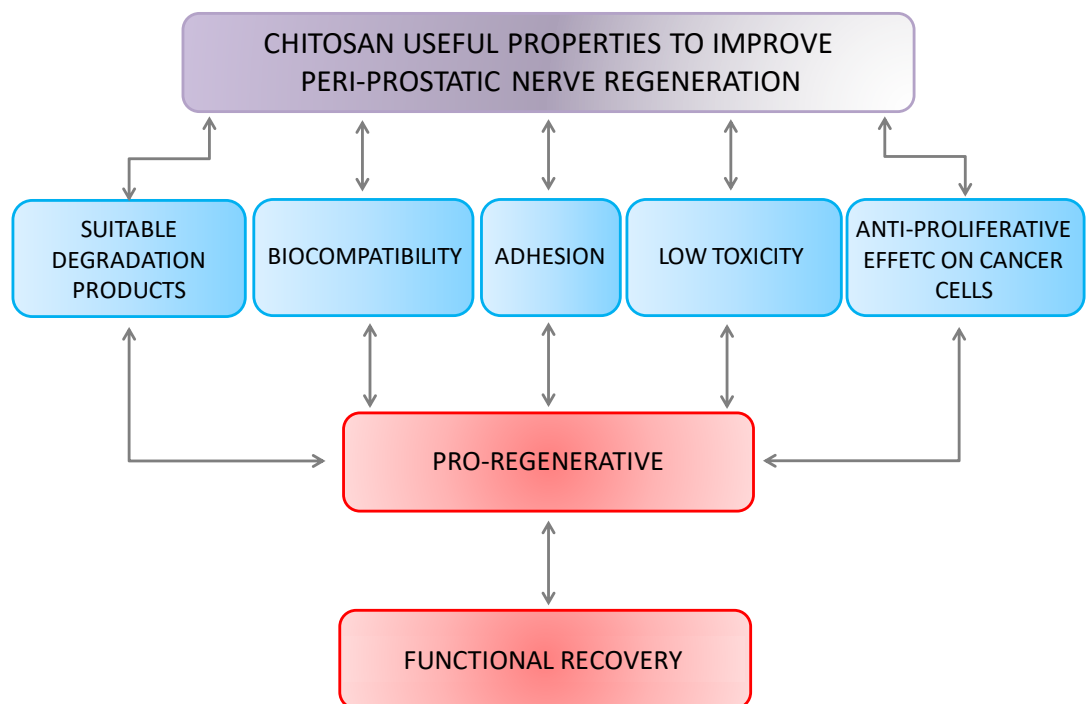 CHITOSAN USEFUL PROPERTIES TO IMPROVE
PERI-PROSTATIC NERVE REGENERATION
SUITABLE
DEGRADATION
PRODUCTS
BIOCOMPATIBILITY
ADHESION
LOW TOXICITY
ANTI-PROLIFERATIVE
EFFETC ON CANCER
CELLS
PRO-REGENERATIVE
FUNCTIONAL RECOVERY